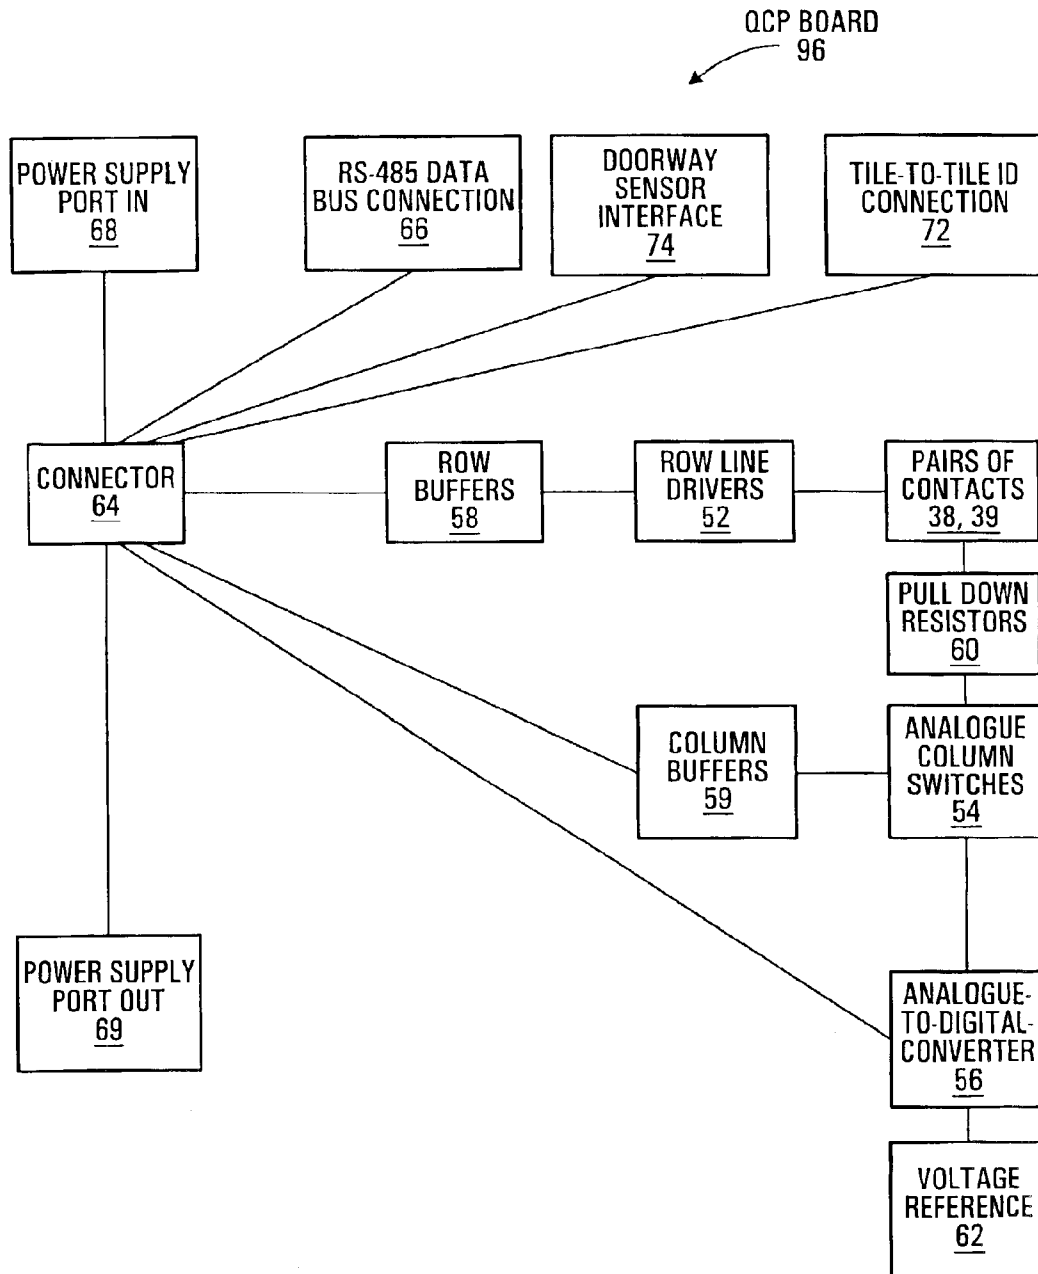 QCP BOARD
96
POWER SUPPLY
PORT IN
68
RS-485 DATA
BUS CONNECTION
66
DOORWAY
SENSOR
INTERFACE
74
TILE-TO-TILE ID
CONNECTION
72
CONNECTOR
64
ROW
BUFFERS
58
ROW LINE
DRIVERS
52
PAIRS OF
CONTACTS
38, 39
PULL DOWN
RESISTORS
60
COLUMN
BUFFERS
59
ANALOGUE
COLUMN
SWITCHES
54
POWER SUPPLY
PORT OUT
69
ANALOGUE-
TO-DIGITAL-
CONVERTER
56
VOLTAGE
REFERENCE
62